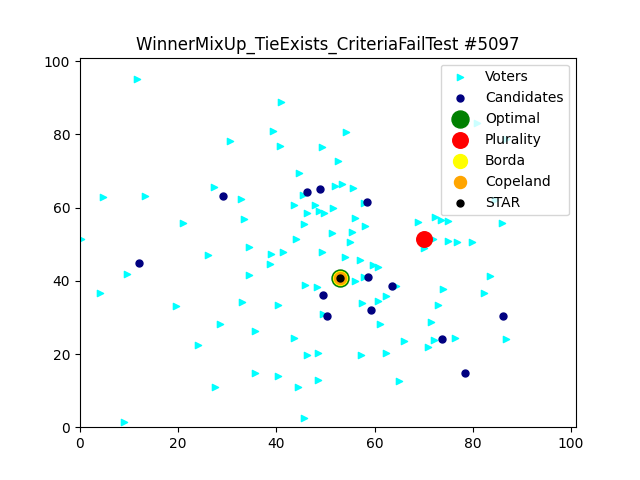 WinnerMixUp_TieExists_CriteriaFailTest #5097
100
80
60
40
20
0
0
20
40
60
80
100
Voters
Candidates
Optimal
Plurality
Borda
Copeland
STAR